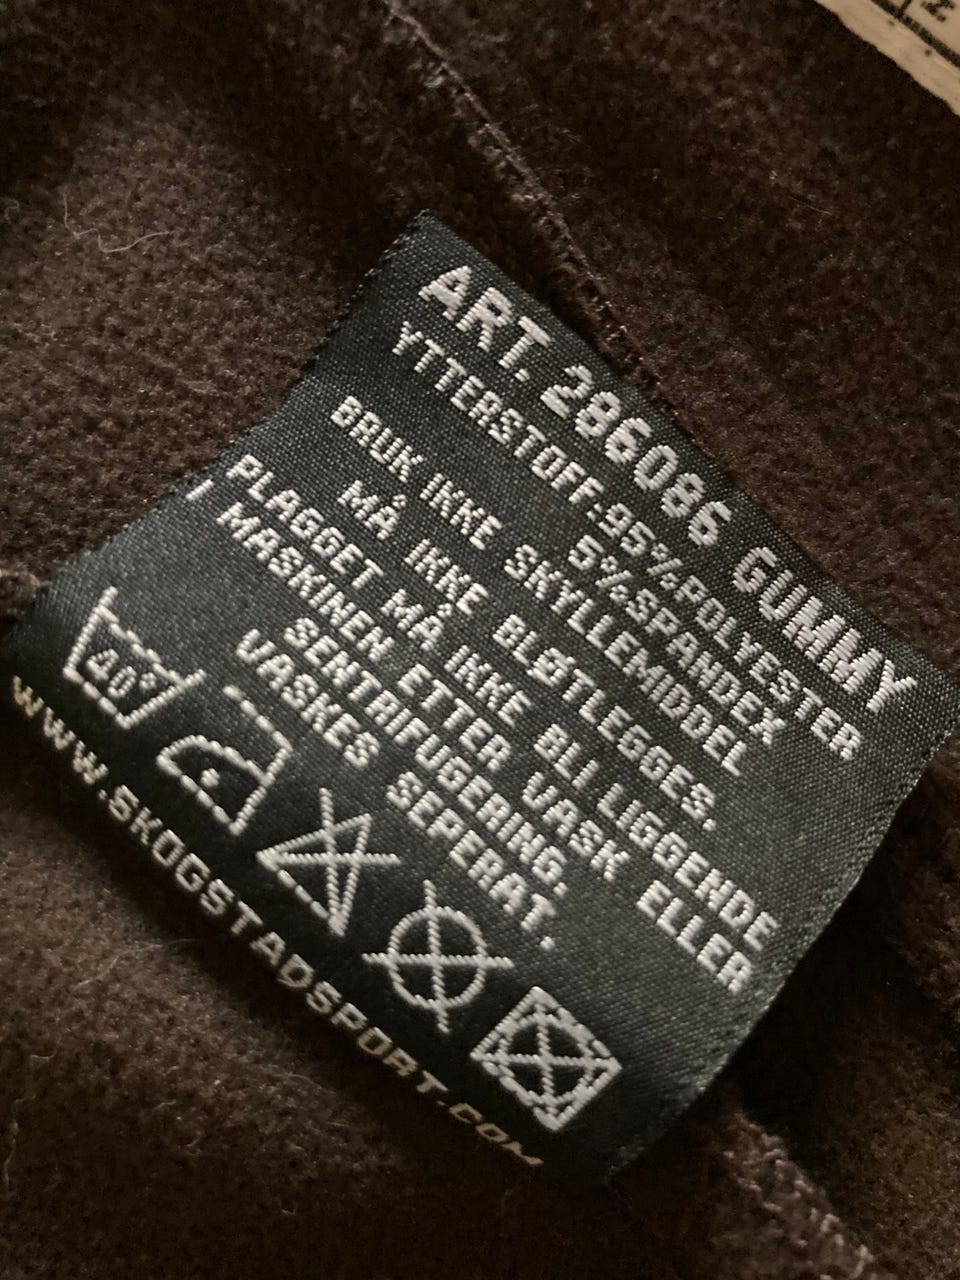 ART. 286086 GUMMY
YTTERSTOFF:95%POLYESTER
5%SPANDEX
BRUK IKKE SKYLLEMIDDEL
MÅ IKKE BLØTLEGGES.
PLAGGET MÅ IKKE BLI LIGGENDE
I MASKINEN ETTER VASK ELLER
SENTRIFUGERING.
VASKES SEPERAT.
40°
WWW.SKOGSTADSPORT.COM